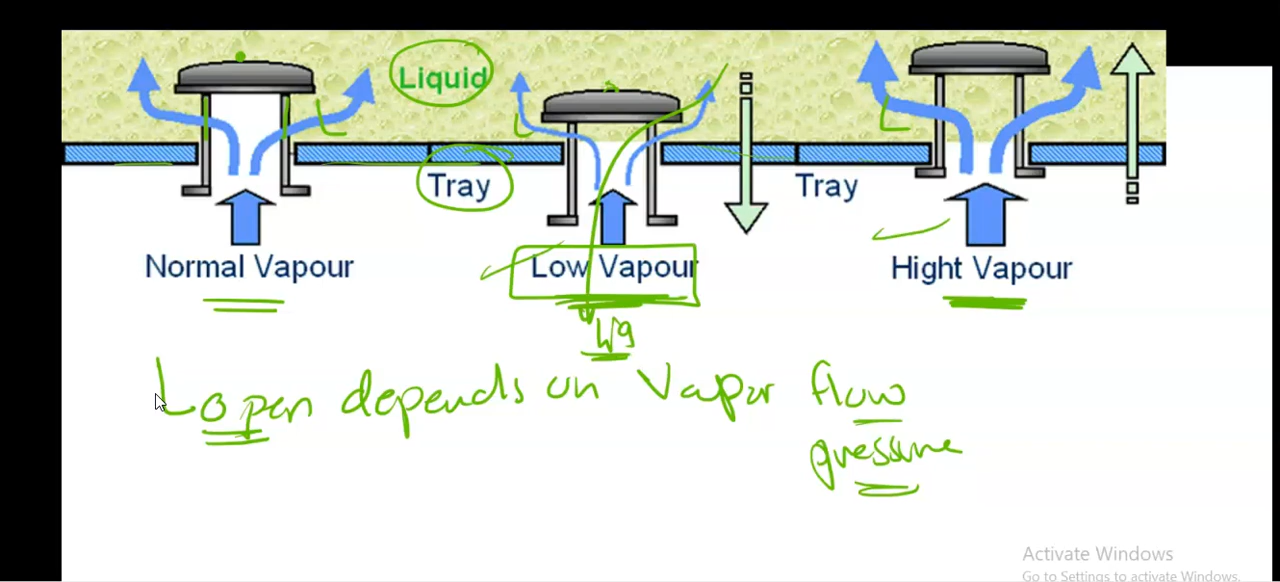 Liquid
Tray
Tray
Normal Vapour
Low Vapour
Hight Vapour
open depends on Vapor flow
pressure
Activate Windows
Go to Settings to activate Windows.